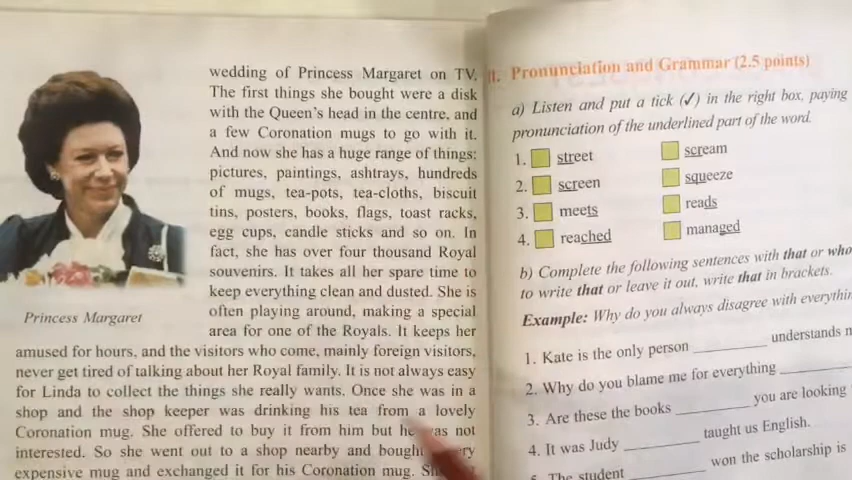 wedding of Princess Margaret on TV.
The first things she bought were a disk
with the Queen's head in the centre, and
a few Coronation mugs to go with it.
And now she has a huge range of things:
pictures, paintings, ashtrays, hundreds
of mugs, tea-pots, tea-cloths, biscuit
tins, posters, books, flags, toast racks,
egg cups, candle sticks and so on. In
fact, she has over four thousand Royal
souvenirs. It takes all her spare time to
keep everything clean and dusted. She is
often playing around, making a special
area for one of the Royals. It keeps her
Princess Margaret
amused for hours, and the visitors who come, mainly foreign visitors,
never get tired of talking about her Royal family. It is not always easy
for Linda to collect the things she really wants. Once she was in a
shop and the shop keeper was drinking his tea from a lovely
Coronation mug. She offered to buy it from him but he was not
interested. So she went out to a shop nearby and bought
expensive mug and exchanged it for his Coronation mug.
II. Pronunciation and Grammar (2.5 points)
a) Listen and put a tick (✓) in the right box, paying
pronunciation of the underlined part of the word.
1. street scream
2. screen squeeze
3. meets reads
4. reached managed
b) Complete the following sentences with that or who
to write that or leave it out, write that in brackets.
Example: Why do you always disagree with
1. Kate is the only person ________ understands
2. Why do you blame me for everything ________
3. Are these the books ________ you are looking
4. It was Judy ________ taught us English.
5. The student ________ won the scholarship is